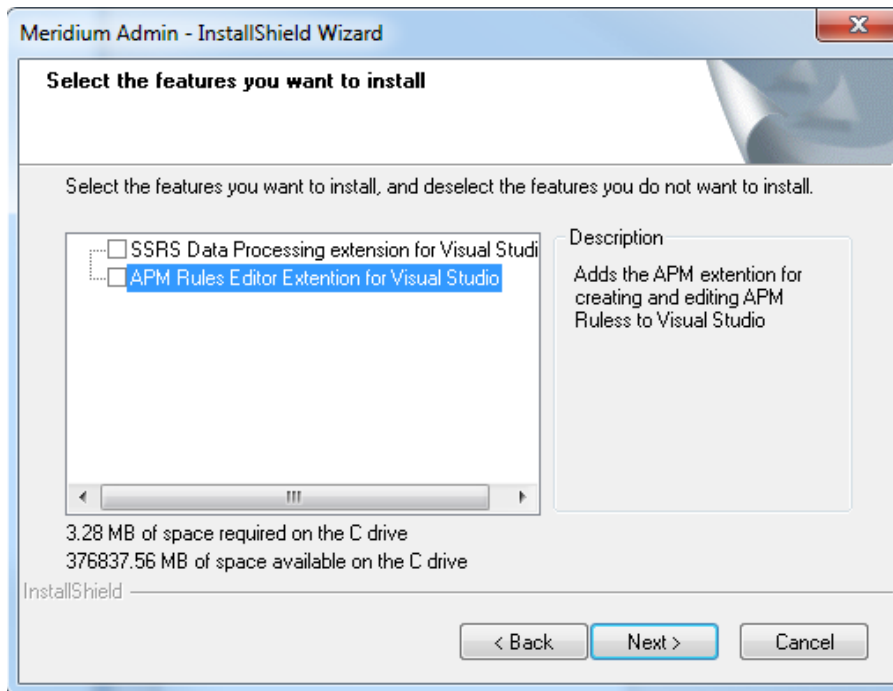 Meridium Admin - InstallShield Wizard
Select the features you want to install
Select the features you want to install, and deselect the features you do not want to install.
SSRS Data Processing extension for Visual Studi
APM Rules Editor Extention for Visual Studio
Description
Adds the APM extention for
creating and editing APM
Ruless to Visual Studio
3.28 MB of space required on the C drive
376837.56 MB of space available on the C drive
InstallShield
< Back
Next >
Cancel